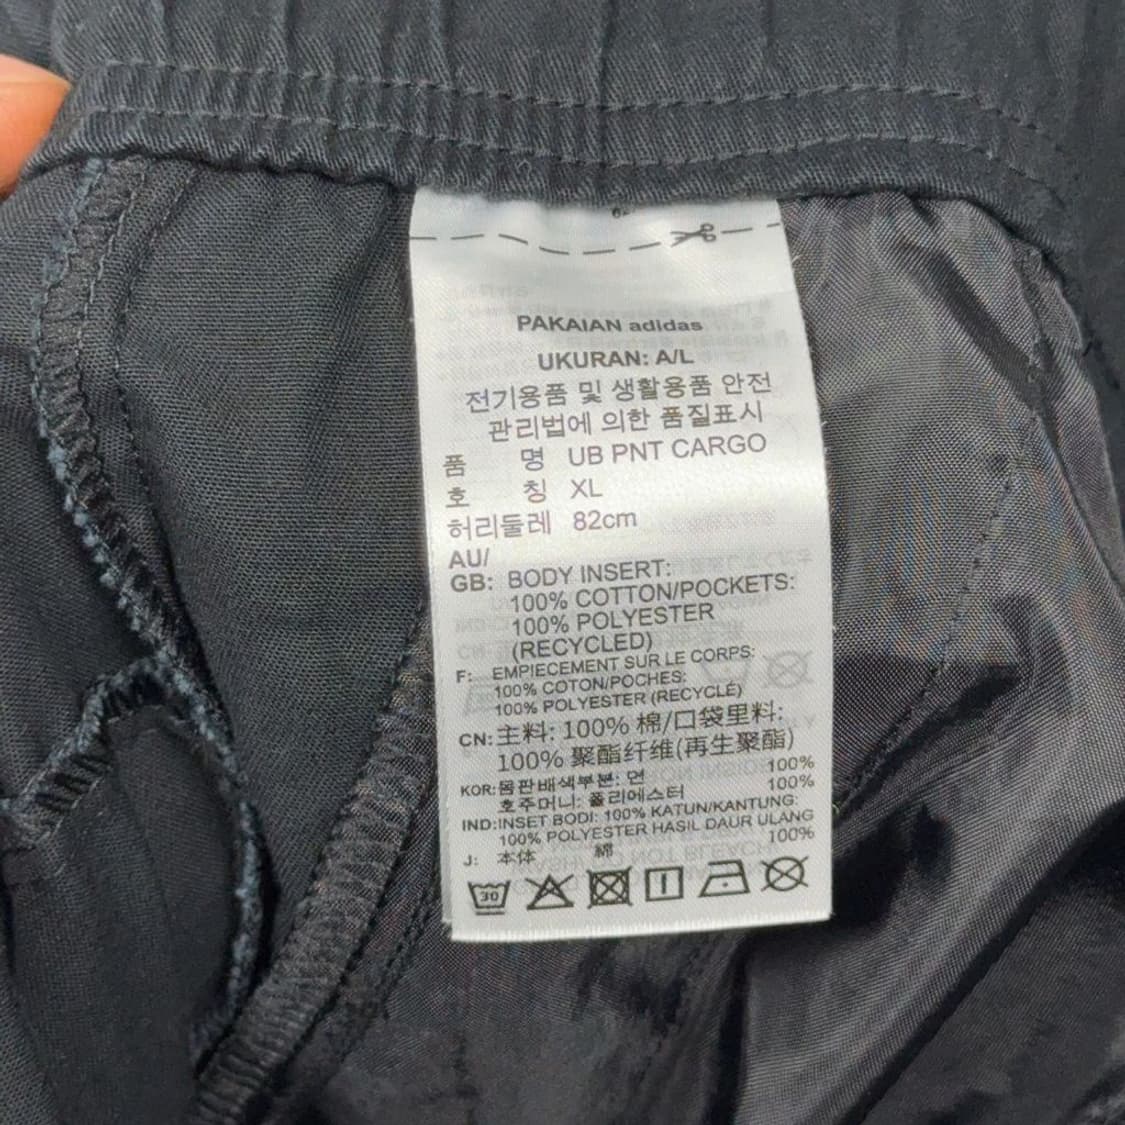 PAKAIAN adidas
UKURAN: A/L
전기용품 및 생활용품 안전
관리법에 의한 품질표시
품 명 UB PNT CARGO
호 칭 XL
허리둘레 82cm
AU/
GB: BODY INSERT:
100% COTTON/POCKETS:
100% POLYESTER
(RECYCLED)
F: EMPIECEMENT SUR LE CORPS:
100% COTON/POCHES:
100% POLYESTER (RECYCLÉ)
CN: 主料: 100% 棉/口袋里料:
100% 聚酯纤维(再生聚酯)
KOR:몸판배색부분: 면 100%
호주머니: 폴리에스터 100%
IND:INSET BODI: 100% KATUN/KANTUNG:
100% POLYESTER HASIL DAUR ULANG
J: 本体 綿 100%
30